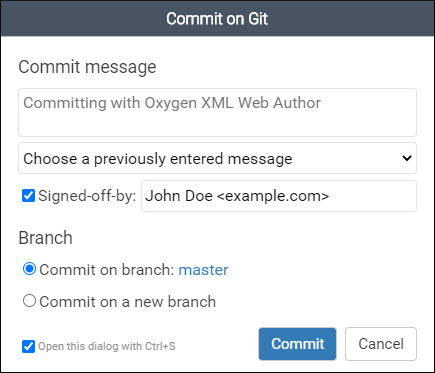 Commit on Git
Commit message
Committing with Oxygen XML Web Author
Choose a previously entered message
Signed-off-by: John Doe <example.com>
Branch
Commit on branch: master
Commit on a new branch
Open this dialog with Ctrl+S Commit Cancel